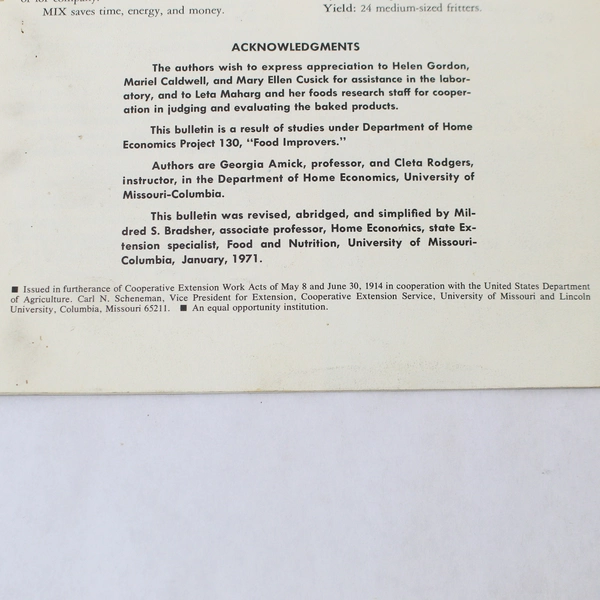 or for company.
MIX saves time, energy, and money.
Yield: 24 medium-sized fritters.
ACKNOWLEDGMENTS
The authors wish to express appreciation to Helen Gordon,
Mariel Caldwell, and Mary Ellen Cusick for assistance in the labor-
atory, and to Leta Maharg and her foods research staff for cooper-
ation in judging and evaluating the baked products.
This bulletin is a result of studies under Department of Home
Economics Project 130, "Food Improvers."
Authors are Georgia Amick, professor, and Cleta Rodgers,
instructor, in the Department of Home Economics, University of
Missouri-Columbia.
This bulletin was revised, abridged, and simplified by Mil-
dred S. Bradsher, associate professor, Home Economics, state Ex-
tension specialist, Food and Nutrition, University of Missouri-
Columbia, January, 1971.
■ Issued in furtherance of Cooperative Extension Work Acts of May 8 and June 30, 1914 in cooperation with the United States Department
of Agriculture. Carl N. Scheneman, Vice President for Extension, Cooperative Extension Service, University of Missouri and Lincoln
University, Columbia, Missouri 65211. ■ An equal opportunity institution.